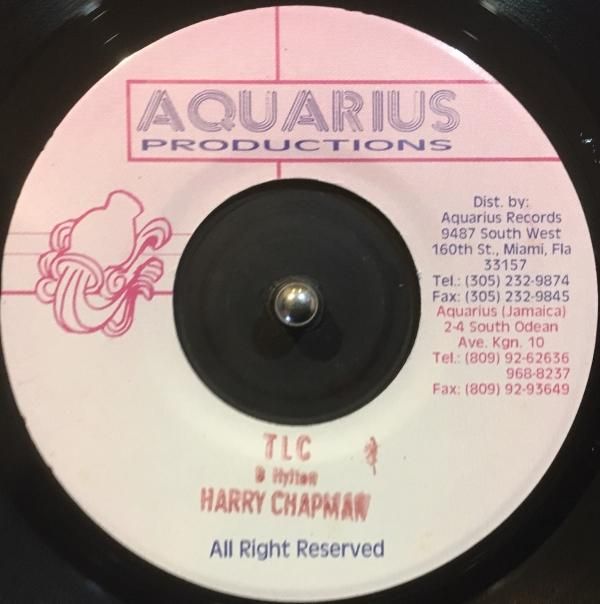 AQUARIUS
PRODUCTIONS
Dist. by:
Aquarius Records
9487 South West
160th St., Miami, Fla
33157
Tel.: (305) 232-9874
Fax: (305) 232-9845
Aquarius (Jamaica)
2-4 South Odean
Ave. Kgn. 10
Tel.: (809) 92-62636
968-8237
Fax: (809) 92-93649
TLC
B Hylton
HARRY CHAPMAN
All Right Reserved